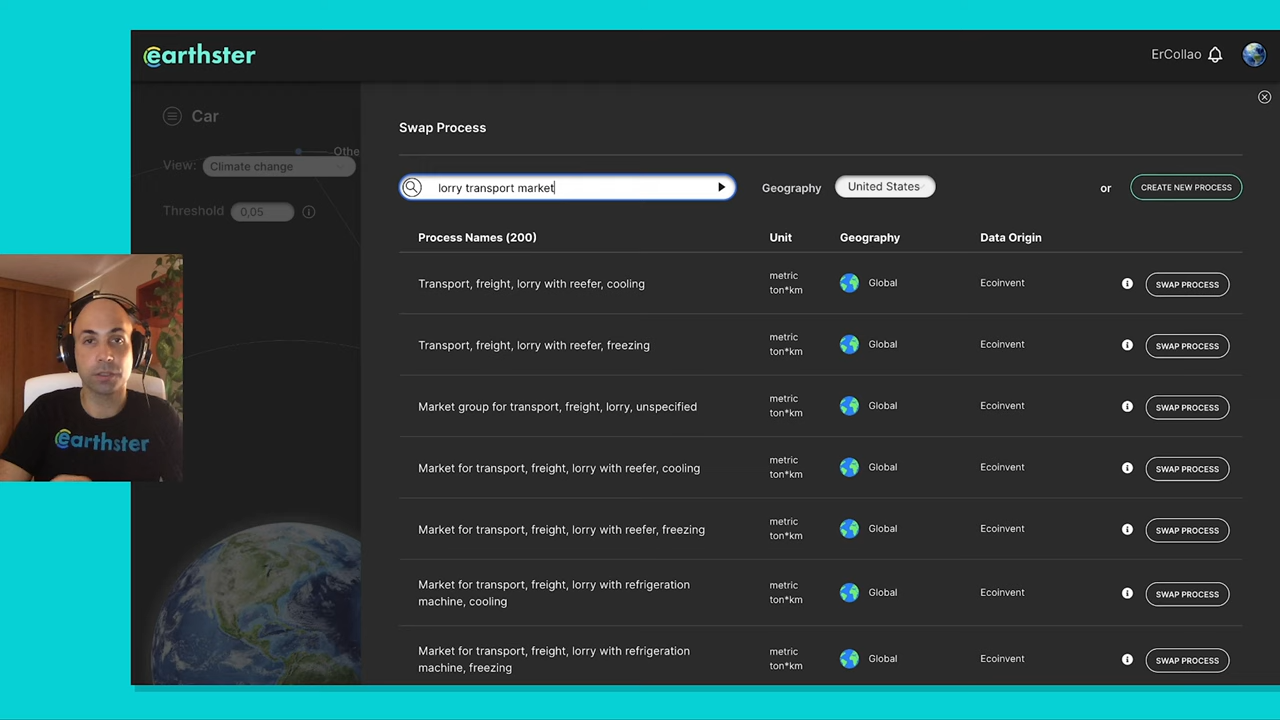 earthster
ErCollao
Car
Othe
View: Climate change
Threshold 0,05
Swap Process
lorry transport market
Geography United States
or CREATE NEW PROCESS
Process Names (200) Unit Geography Data Origin
Transport, freight, lorry with reefer, cooling metric ton*km Global Ecoinvent SWAP PROCESS
Transport, freight, lorry with reefer, freezing metric ton*km Global Ecoinvent SWAP PROCESS
Market group for transport, freight, lorry, unspecified metric ton*km Global Ecoinvent SWAP PROCESS
Market for transport, freight, lorry with reefer, cooling metric ton*km Global Ecoinvent SWAP PROCESS
Market for transport, freight, lorry with reefer, freezing metric ton*km Global Ecoinvent SWAP PROCESS
Market for transport, freight, lorry with refrigeration machine, cooling metric ton*km Global Ecoinvent SWAP PROCESS
Market for transport, freight, lorry with refrigeration machine, freezing metric ton*km Global Ecoinvent SWAP PROCESS
earthster